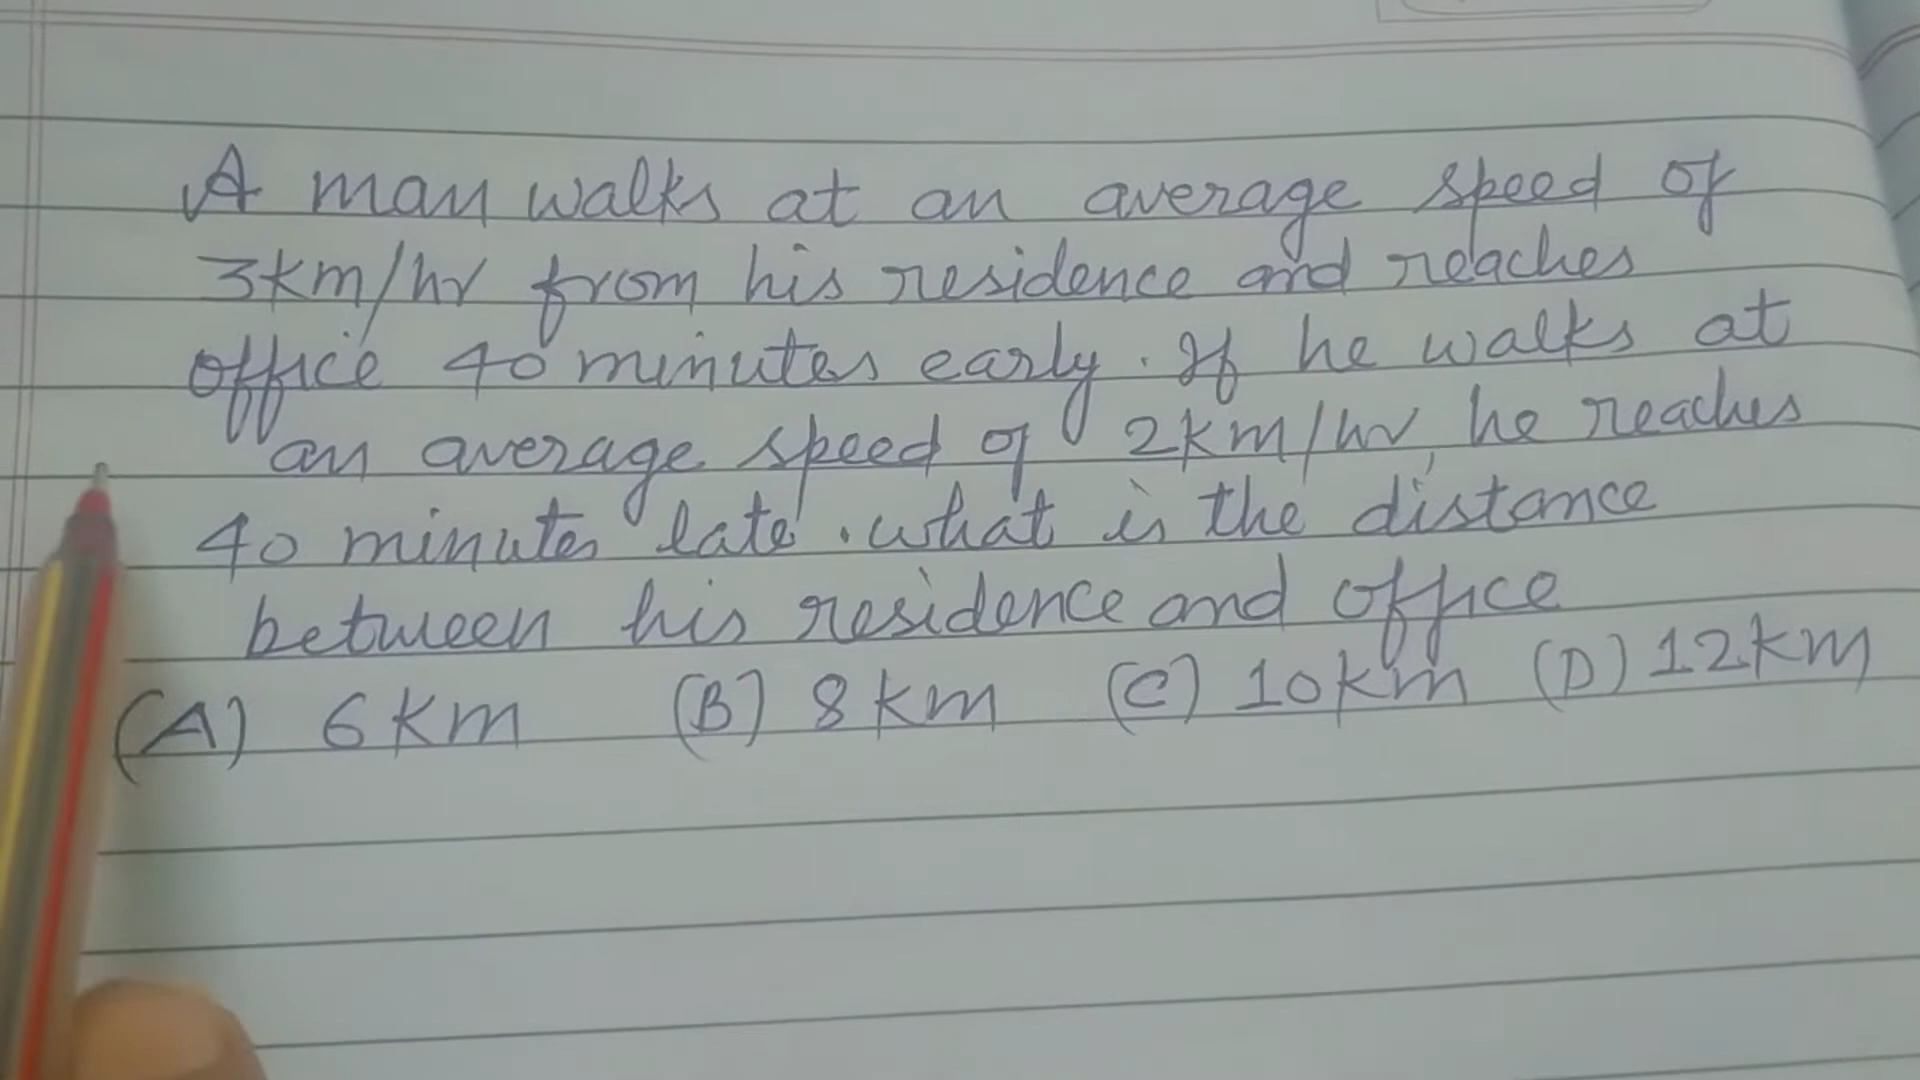 A man walks at an average speed of
3km/hr from his residence and reaches
office 40 minutes early. If he walks at
an average speed of 2km/hr, he reaches
40 minutes late. what is the distance
between his residence and office
(A) 6km (B) 8km (C) 10km (D) 12km